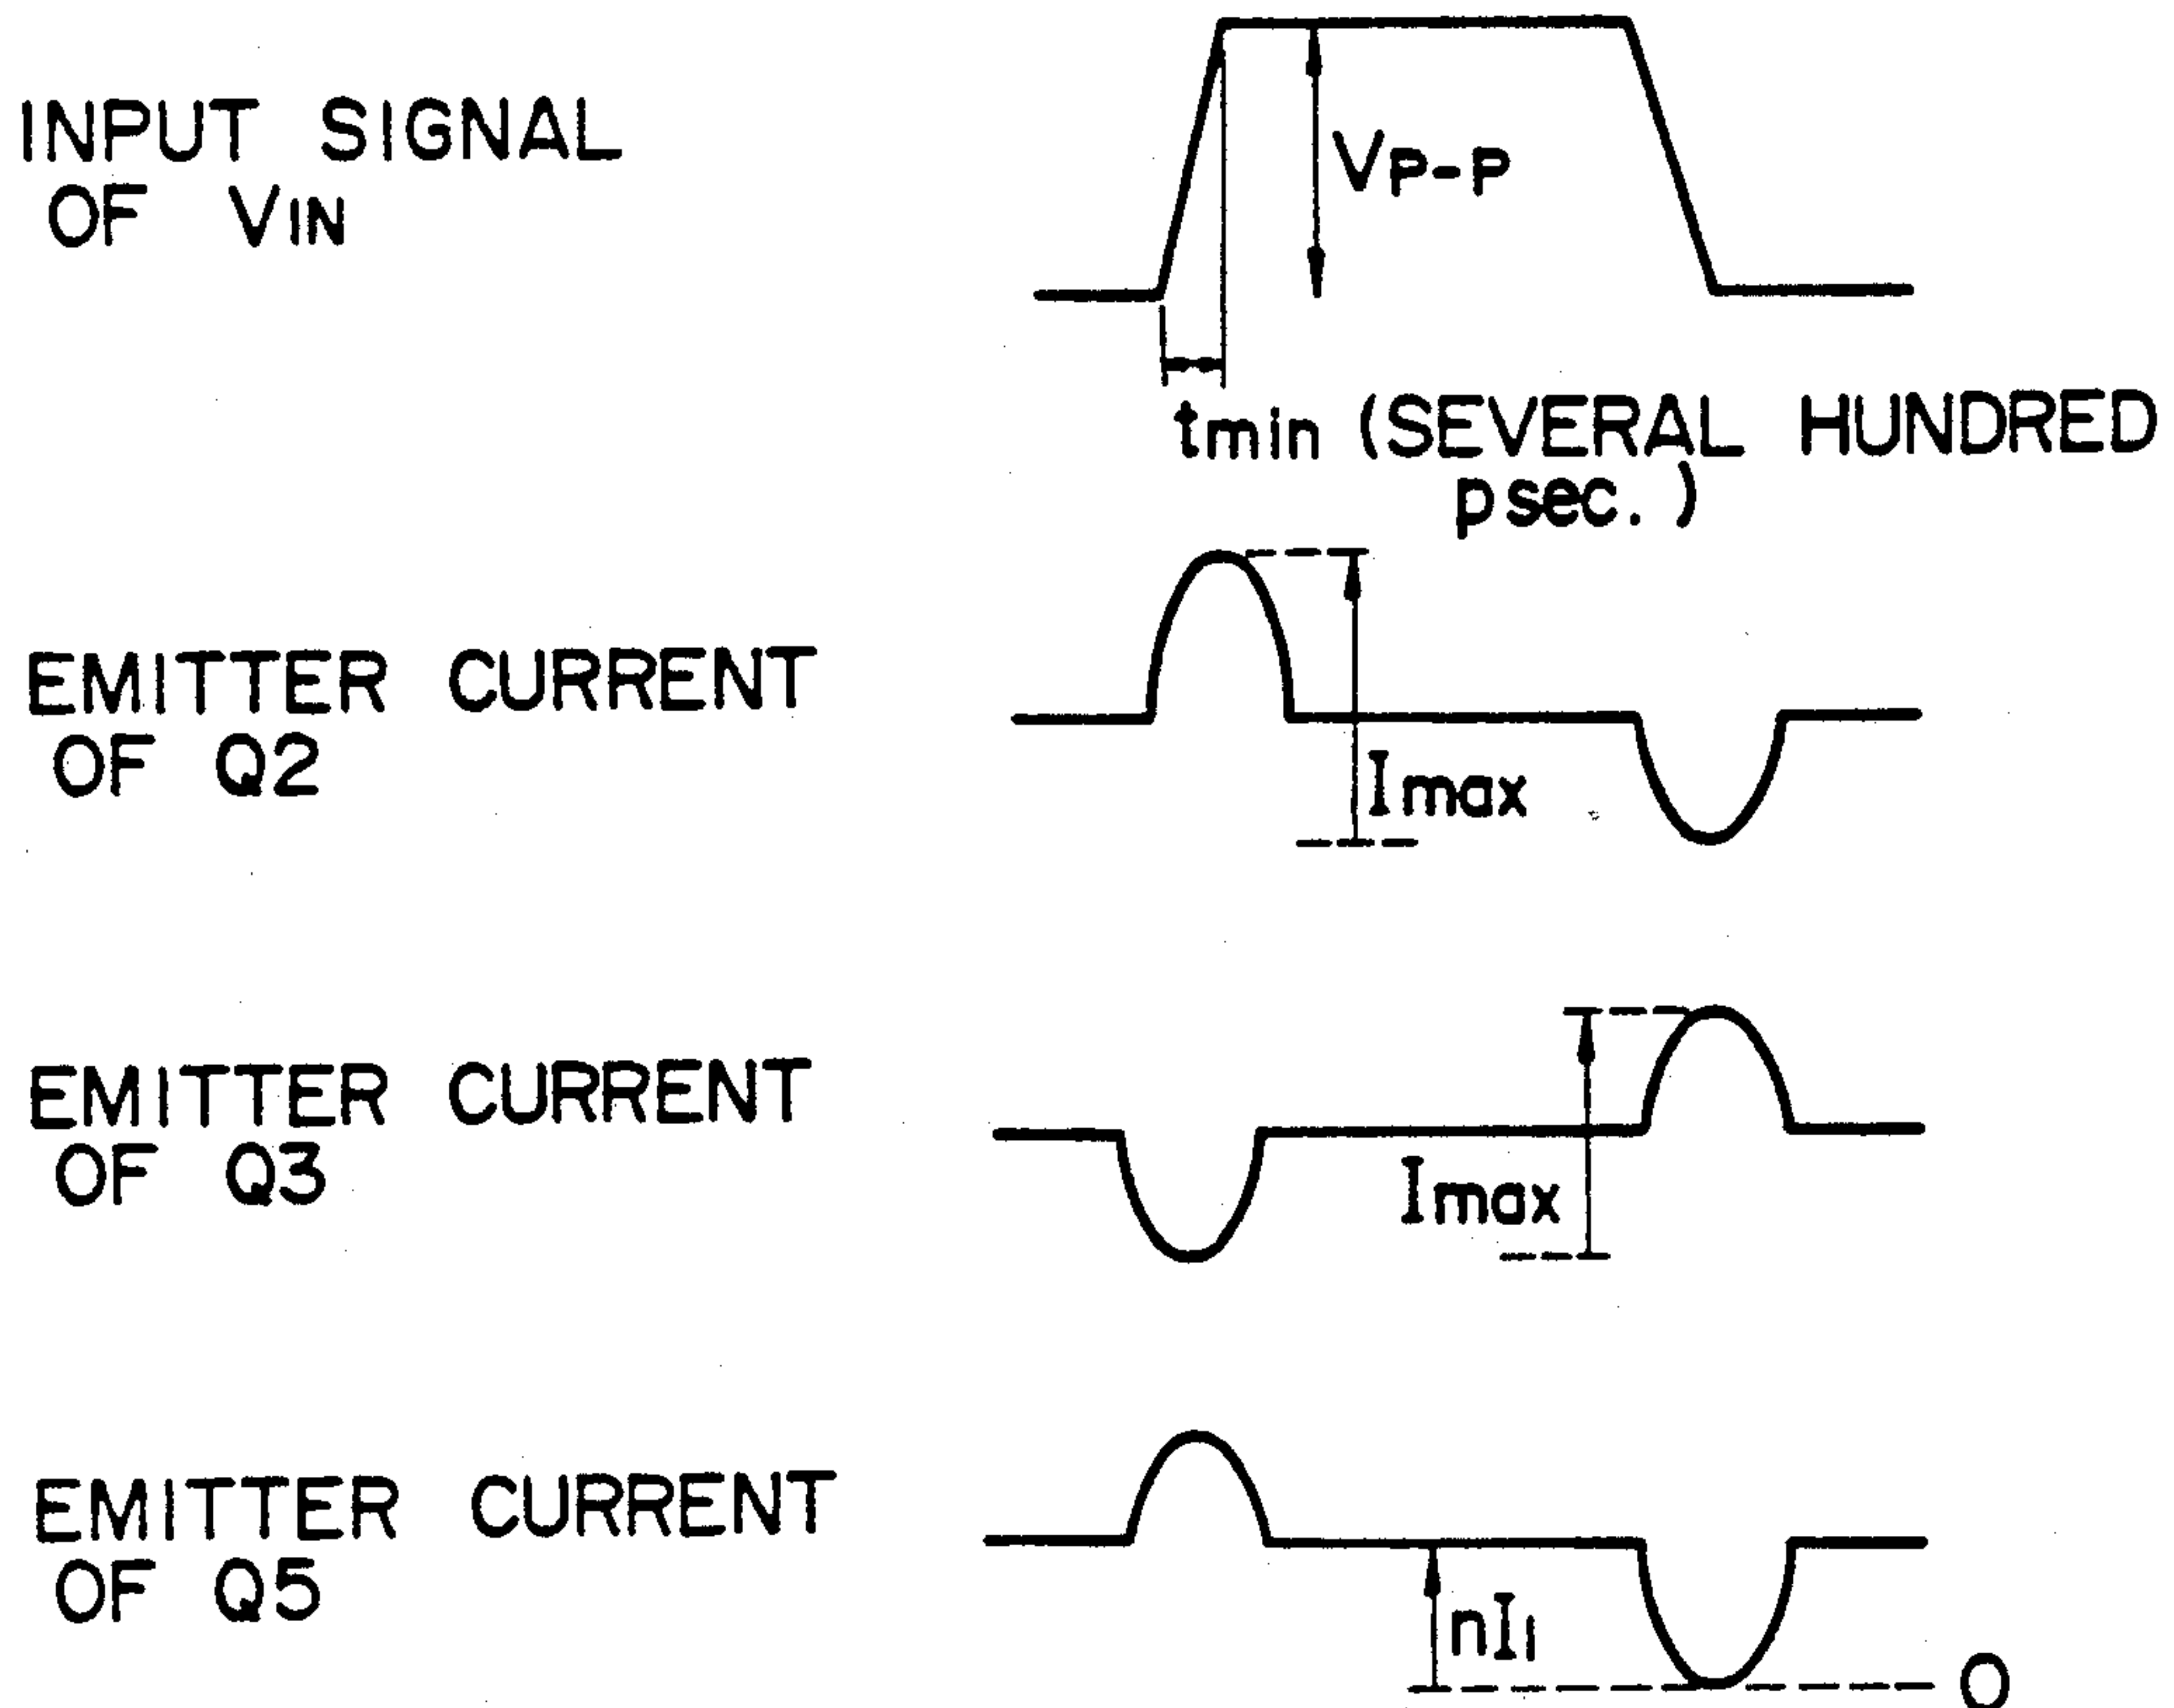 INPUT SIGNAL
OF VIN
VP-P
tmin (SEVERAL HUNDRED
psec.)
EMITTER CURRENT
OF Q2
Imax
EMITTER CURRENT
OF Q3
Imax
EMITTER CURRENT
OF Q5
nI1
O